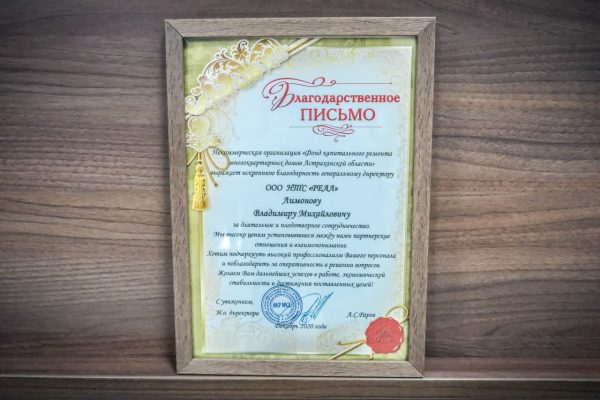 Благодарственное
ПИСЬМО
Некоммерческая организация «Фонд капитального ремонта
многоквартирных домов Астраханской области»
выражает искреннюю благодарность генеральному директору
ООО НТС «РЕАЛ»
Лимонову
Владимиру Михайловичу
за длительное и плодотворное сотрудничество.
Мы высоко ценим установившиеся между нами партнерские
отношения и взаимопонимание.
Хотим подчеркнуть высокий профессионализм Вашего персонала
и поблагодарить за оперативность в решении вопросов.
Желаем Вам дальнейших успехов в работе, экономической
стабильности и достижения поставленных целей!
С уважением,
И.о. директора
А.С.Фаров
Декабрь 2020 года